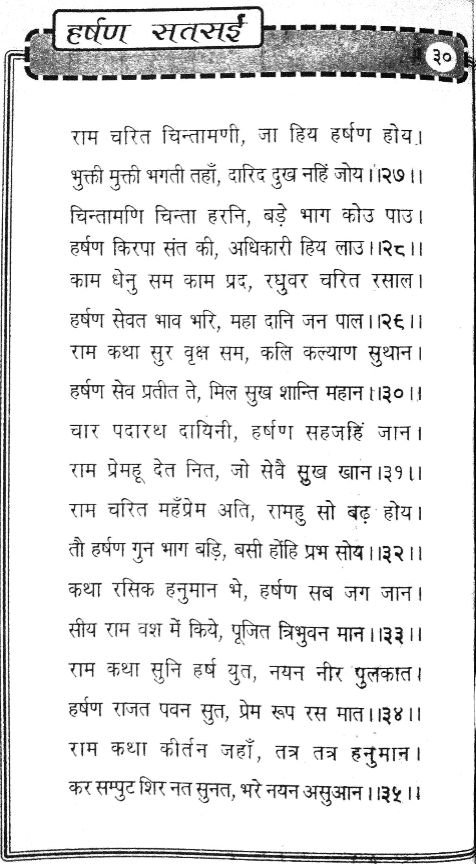 हर्षण सतसई
३०
राम चरित चिन्तामणी, जा हिय हर्षण होय।
भुक्ती मुक्ती भगती तहाँ, दारिद दुख नहिं जोय।।२७।।
चिन्तामणि चिन्ता हरनि, बड़े भाग कोउ पाउ।
हर्षण किरपा संत की, अधिकारी हिय लाउ।।२८।।
काम धेनु सम काम प्रद, रघुवर चरित रसाल।
हर्षण सेवत भाव भरि, महा दानि जन पाल।।२९।।
राम कथा सुर वृक्ष सम, कलि कल्याण सुथान।
हर्षण सेव प्रतीत ते, मिल सुख शान्ति महान।।३०।।
चार पदारथ दायिनी, हर्षण सहजहिं जान।
राम प्रेमहू देत नित, जो सेवै सुख खान।३१।।
राम चरित महँप्रेम अति, रामहु सो बढ़ होय।
तौ हर्षण गुन भाग बड़ि, बसी होंहि प्रभ सोय।।३२।।
कथा रसिक हनुमान भे, हर्षण सब जग जान।
सीय राम वश में किये, पूजित त्रिभुवन मान।।३३।।
राम कथा सुनि हर्ष युत, नयन नीर पुलकात।
हर्षण राजत पवन सुत, प्रेम रूप रस मात।।३४।।
राम कथा कीर्तन जहाँ, तत्र तत्र हनुमान।
कर सम्पुट शिर नत सुनत, भरे नयन असुआन।।३५।।